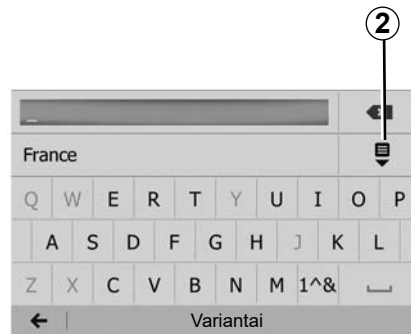 2
_
France
Q W E R T Y U I O P
A S D F G H J K L
Z X C V B N M 1^&
Variantai